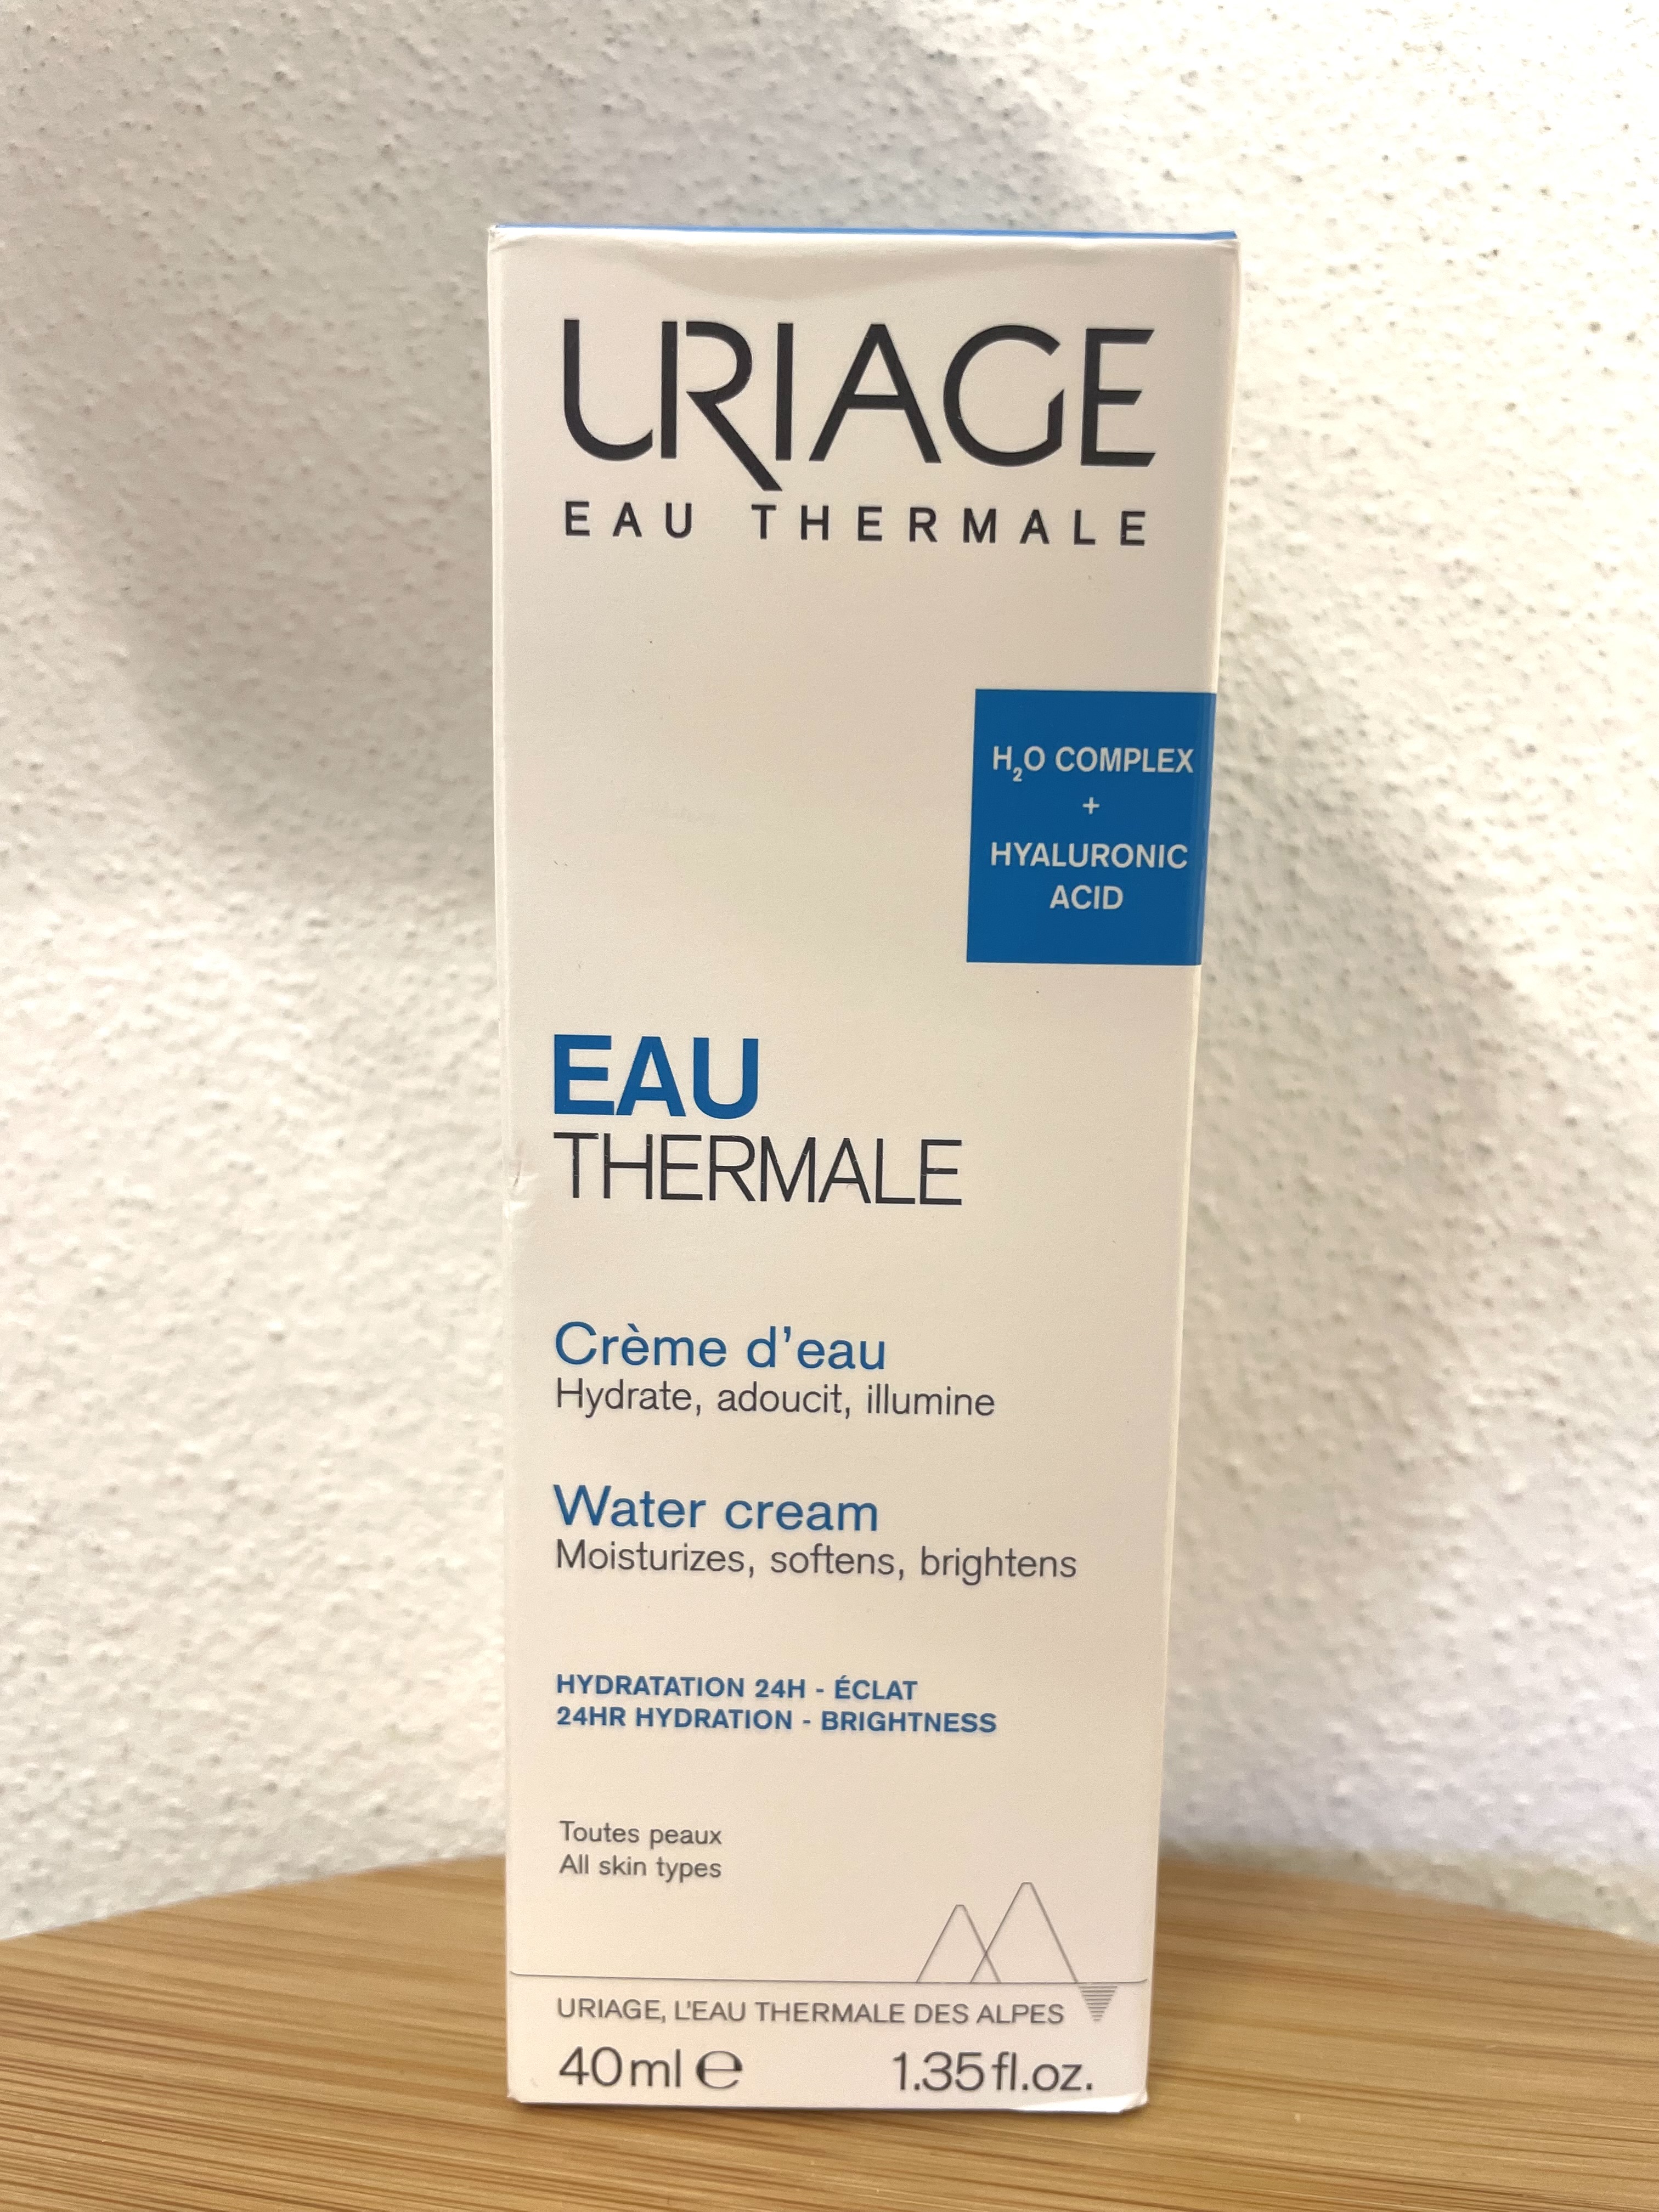 URIAGE
EAU THERMALE
H₂O COMPLEX
+
HYALURONIC
ACID
EAU
THERMALE
Crème d'eau
Hydrate, adoucit, illumine
Water cream
Moisturizes, softens, brightens
HYDRATATION 24H - ÉCLAT
24HR HYDRATION - BRIGHTNESS
Toutes peaux
All skin types
URIAGE, L'EAU THERMALE DES ALPES
40ml ℮ 1.35fl.oz.